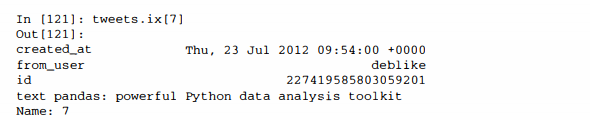 In [121]: tweets.ix[7]
Out[121]:
created_at Thu, 23 Jul 2012 09:54:00 +0000
from_user deblike
id 227419585803059201
text pandas: powerful Python data analysis toolkit
Name: 7